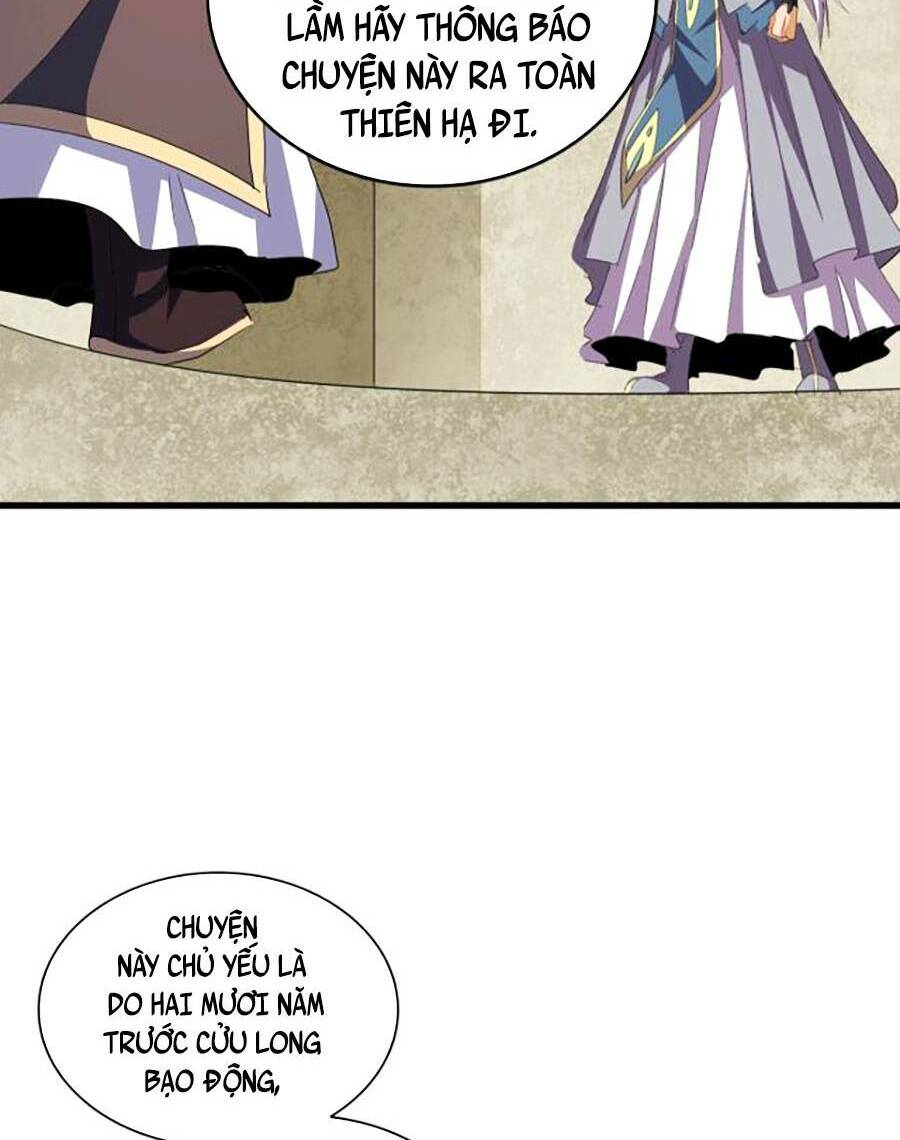 LẦM HÃY THÔNG BÁO
CHUYỆN NÀY RA TOÀN
THIÊN HẠ ĐI.
CHUYỆN
NÀY CHỦ YẾU LÀ
DO HAI MƯƠI NĂM
TRƯỚC CỬU LONG
BẠO ĐỘNG,